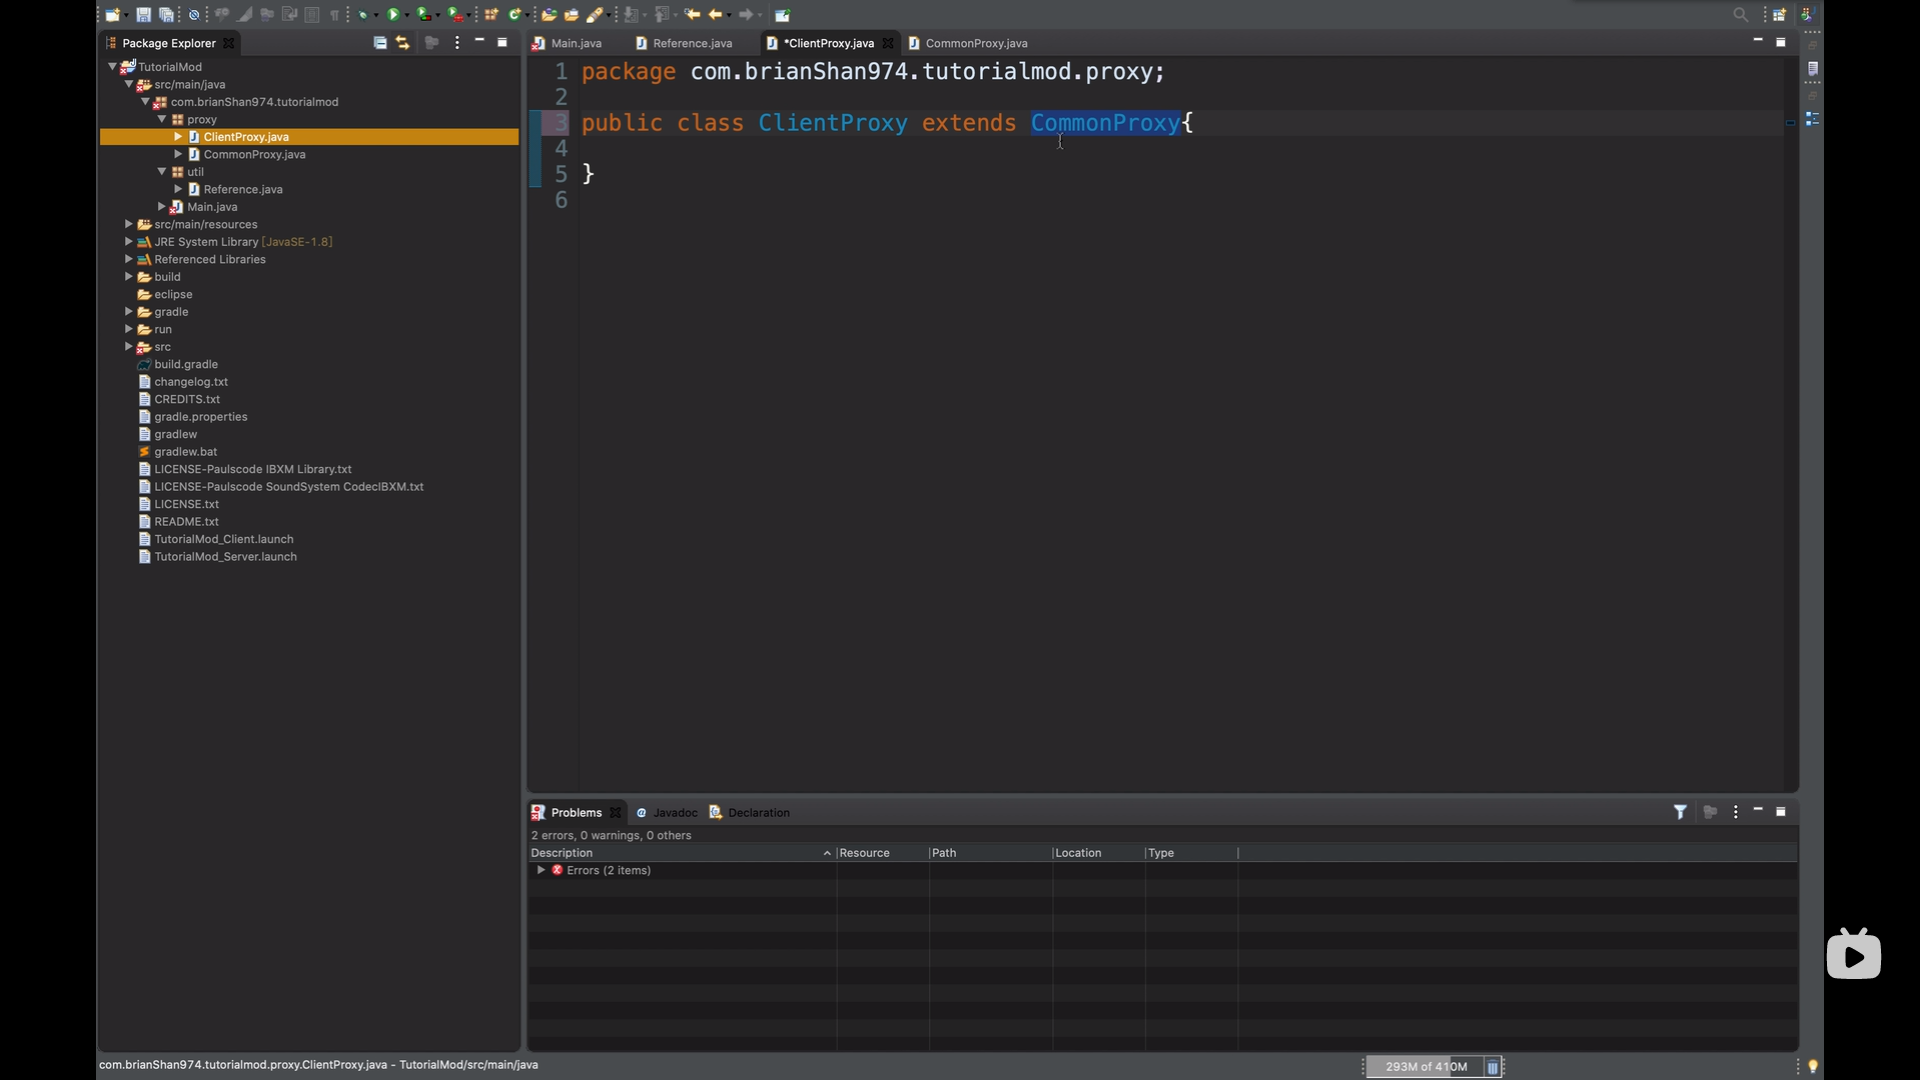 Package Explorer
TutorialMod
src/main/java
com.brianShan974.tutorialmod
proxy
ClientProxy.java
CommonProxy.java
util
Reference.java
Main.java
src/main/resources
JRE System Library [JavaSE-1.8]
Referenced Libraries
build
eclipse
gradle
run
src
build.gradle
changelog.txt
CREDITS.txt
gradle.properties
gradlew
gradlew.bat
LICENSE-Paulscode IBXM Library.txt
LICENSE-Paulscode SoundSystem CodecIBXM.txt
LICENSE.txt
README.txt
TutorialMod_Client.launch
TutorialMod_Server.launch
Main.java Reference.java *ClientProxy.java CommonProxy.java
1 package com.brianShan974.tutorialmod.proxy;
2
3 public class ClientProxy extends CommonProxy{
4
5 }
6
Problems Javadoc Declaration
2 errors, 0 warnings, 0 others
Description Resource Path Location Type
Errors (2 items)
com.brianShan974.tutorialmod.proxy.ClientProxy.java - TutorialMod/src/main/java
293M of 410M